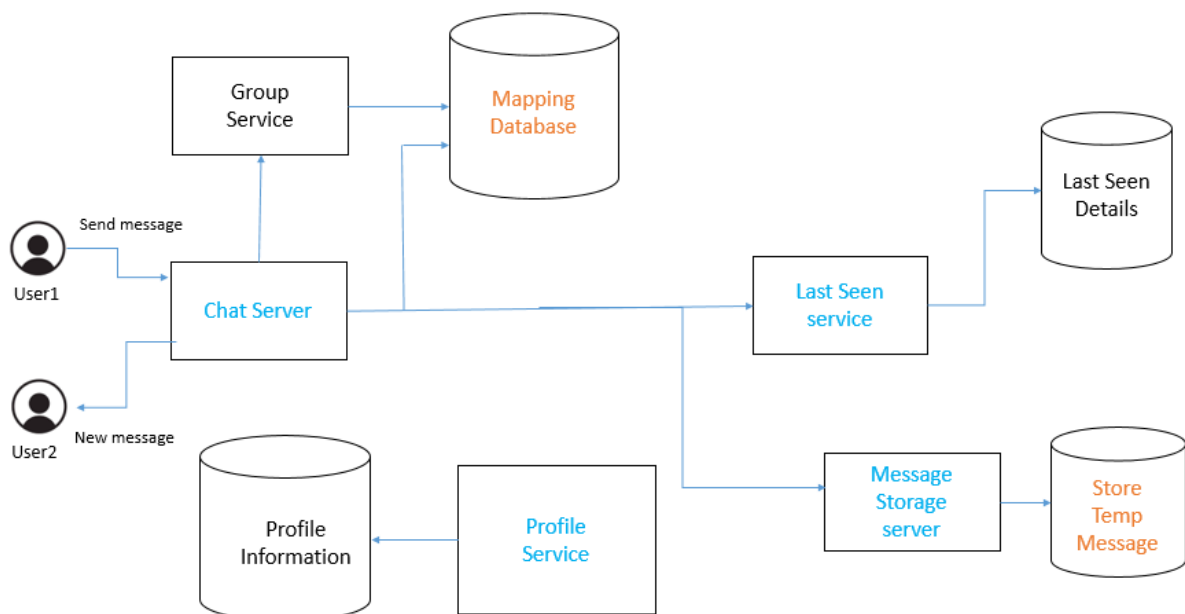 Group
Service
Mapping
Database
Last Seen
Details
Send message
User1
Chat Server
Last Seen
service
User2
New message
Profile
Information
Profile
Service
Message
Storage
server
Store
Temp
Message